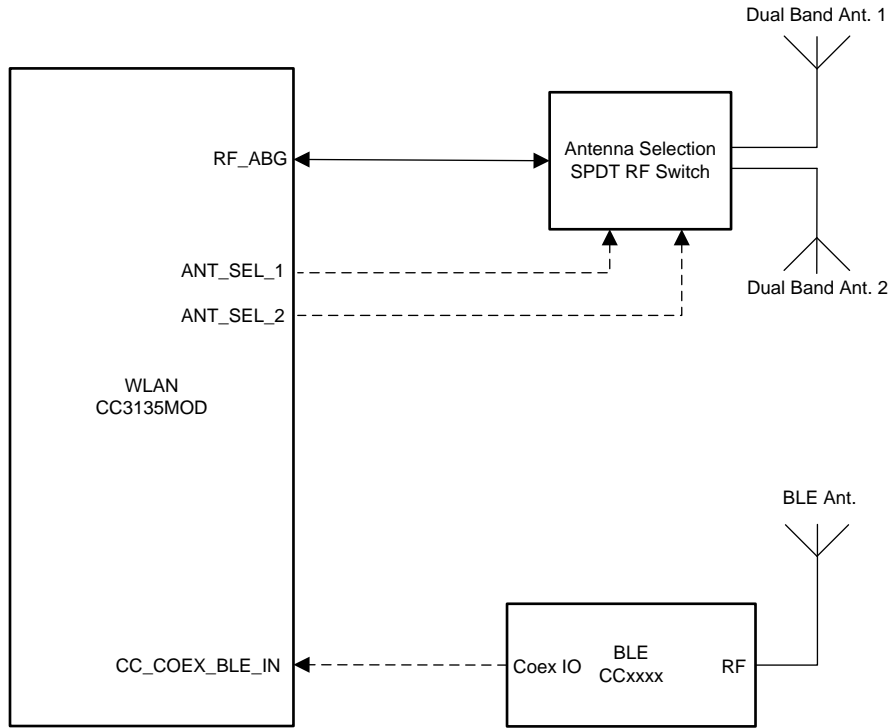 Dual Band Ant. 1
RF_ABG
Antenna Selection
SPDT RF Switch
ANT_SEL_1
Dual Band Ant. 2
ANT_SEL_2
WLAN
CC3135MOD
BLE Ant.
CC_COEX_BLE_IN
Coex IO
BLE
CCxxxx
RF